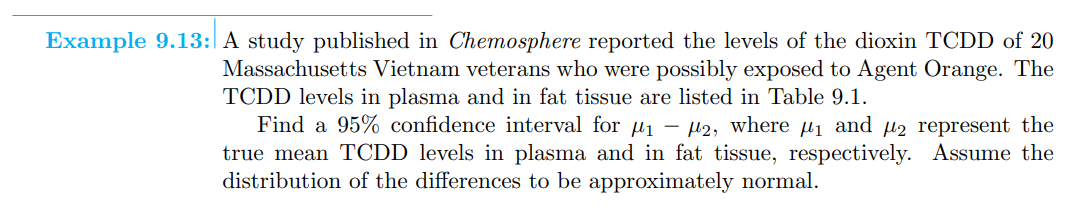 Example 9.13: A study published in Chemosphere reported the levels of the dioxin TCDD of 20
Massachusetts Vietnam veterans who were possibly exposed to Agent Orange. The
TCDD levels in plasma and in fat tissue are listed in Table 9.1.
Find a 95% confidence interval for μ₁ − μ₂, where μ₁ and μ₂ represent the
true mean TCDD levels in plasma and in fat tissue, respectively. Assume the
distribution of the differences to be approximately normal.